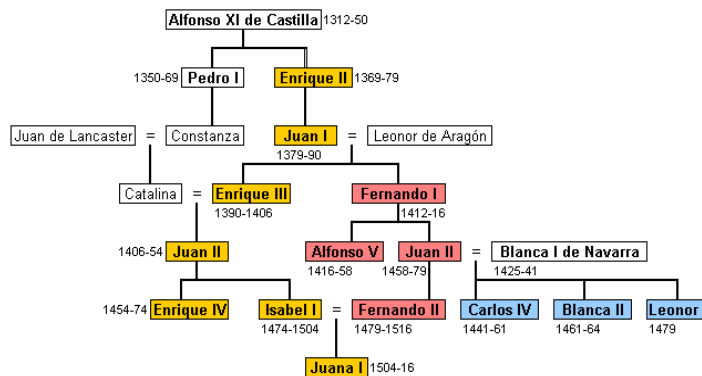 Alfonso XI de Castilla 1312-50
1350-69 Pedro I Enrique II 1369-79
Juan de Lancaster = Constanza Juan I = Leonor de Aragón
1379-90
Catalina = Enrique III Fernando I
1390-1406 1412-16
1406-54 Juan II Alfonso V Juan II = Blanca I de Navarra
1416-58 1458-79 1425-41
1454-74 Enrique IV Isabel I = Fernando II Carlos IV Blanca II Leonor
1474-1504 1479-1516 1441-61 1461-64 1479
Juana I 1504-16